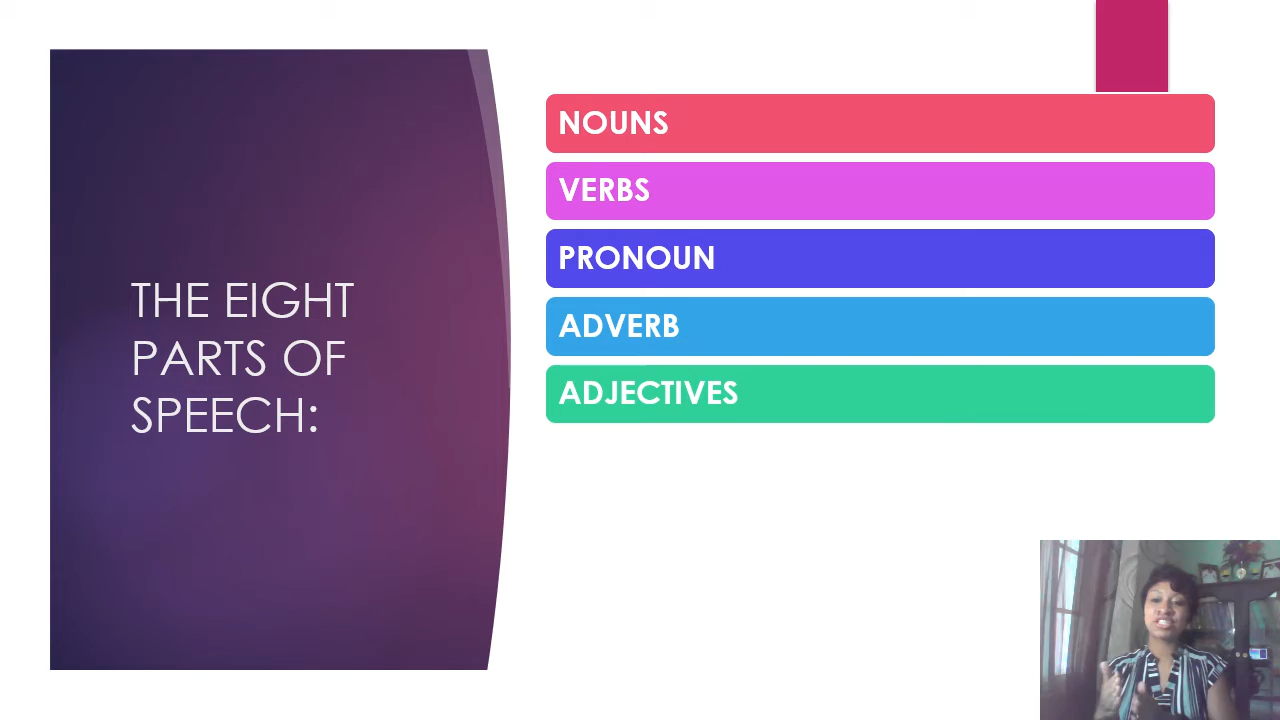 THE EIGHT
PARTS OF
SPEECH:
NOUNS
VERBS
PRONOUN
ADVERB
ADJECTIVES